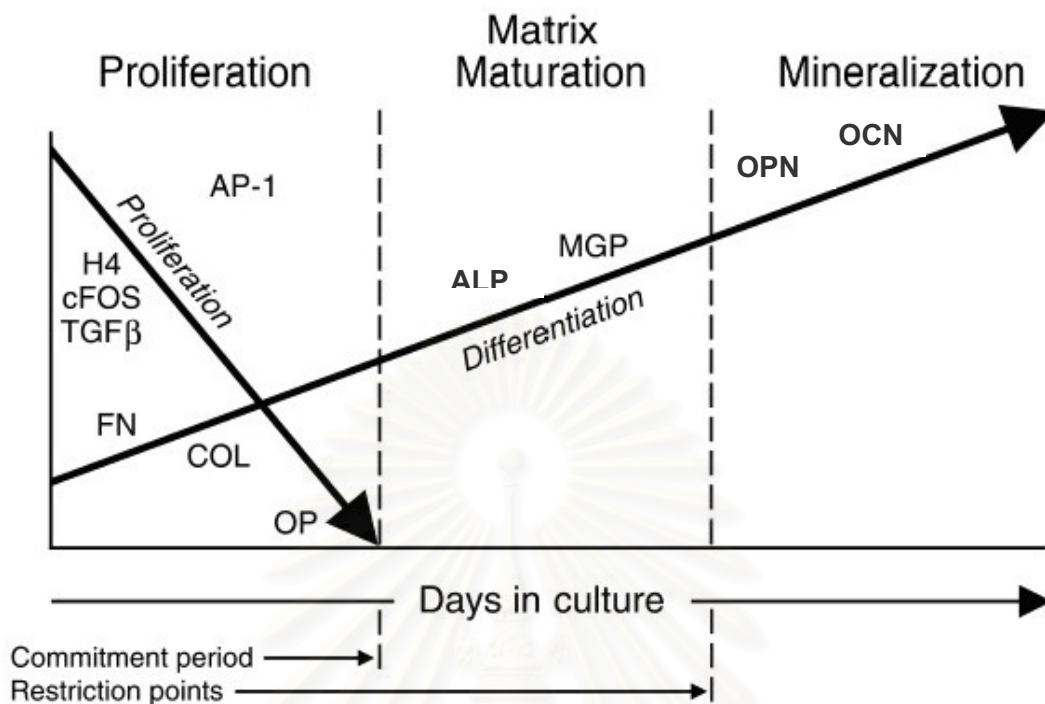 Proliferation
Matrix
Maturation
Mineralization
Proliferation
AP-1
H4
cFOS
TGFβ
FN
COL
OP
ALP
MGP
Differentiation
OPN
OCN
Days in culture
Commitment period
Restriction points